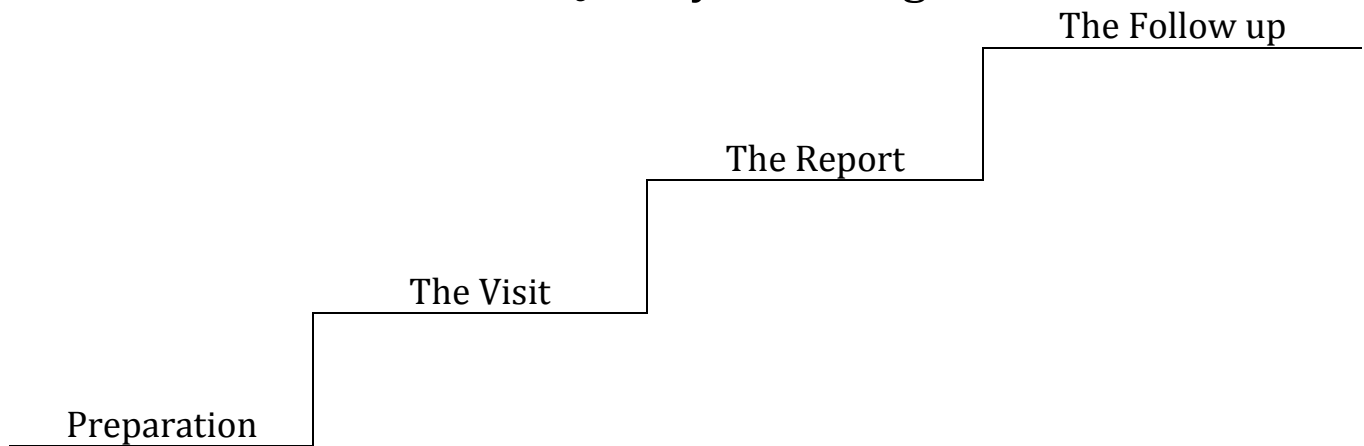 The Follow up
The Report
The Visit
Preparation